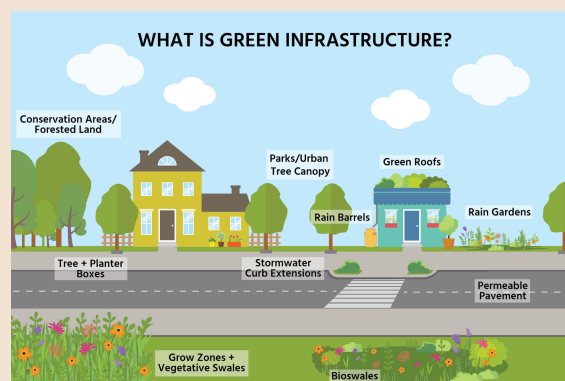 WHAT IS GREEN INFRASTRUCTURE?
Conservation Areas/
Forested Land
Parks/Urban
Tree Canopy
Green Roofs
Rain Barrels
Rain Gardens
Tree + Planter
Boxes
Stormwater
Curb Extensions
Permeable
Pavement
Grow Zones +
Vegetative Swales
Bioswales